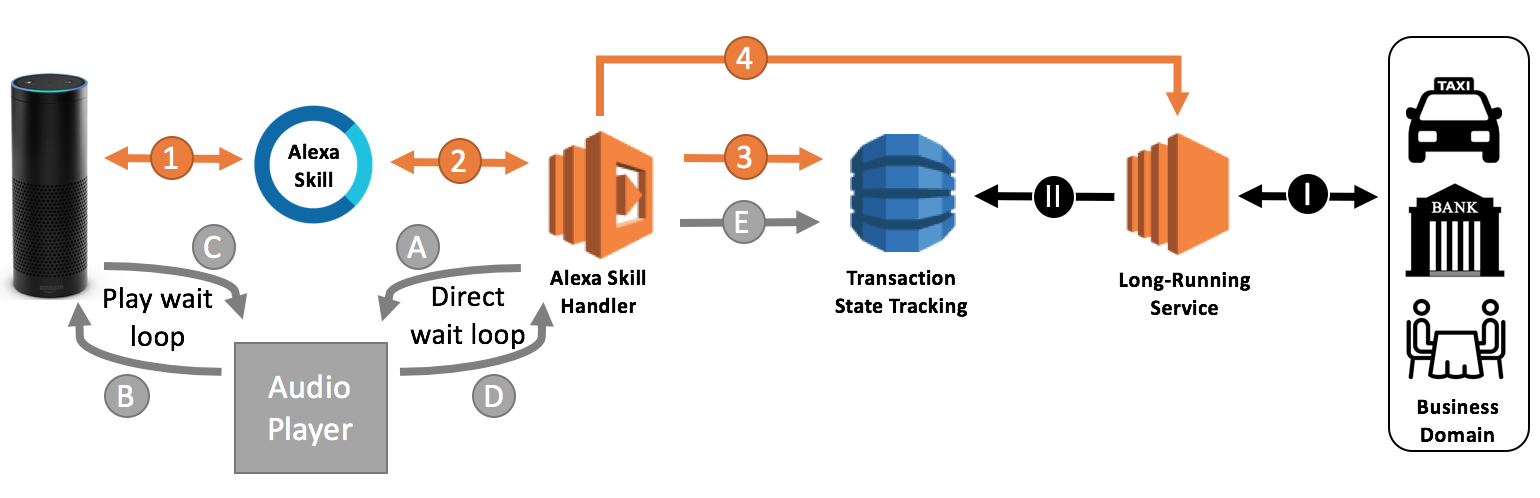 4
TAXI
1
Alexa
Skill
2
3
II
I
BANK
C
A
E
Play wait
loop
Direct
wait loop
Alexa Skill
Handler
Transaction
State Tracking
Long-Running
Service
B
Audio
Player
D
Business
Domain